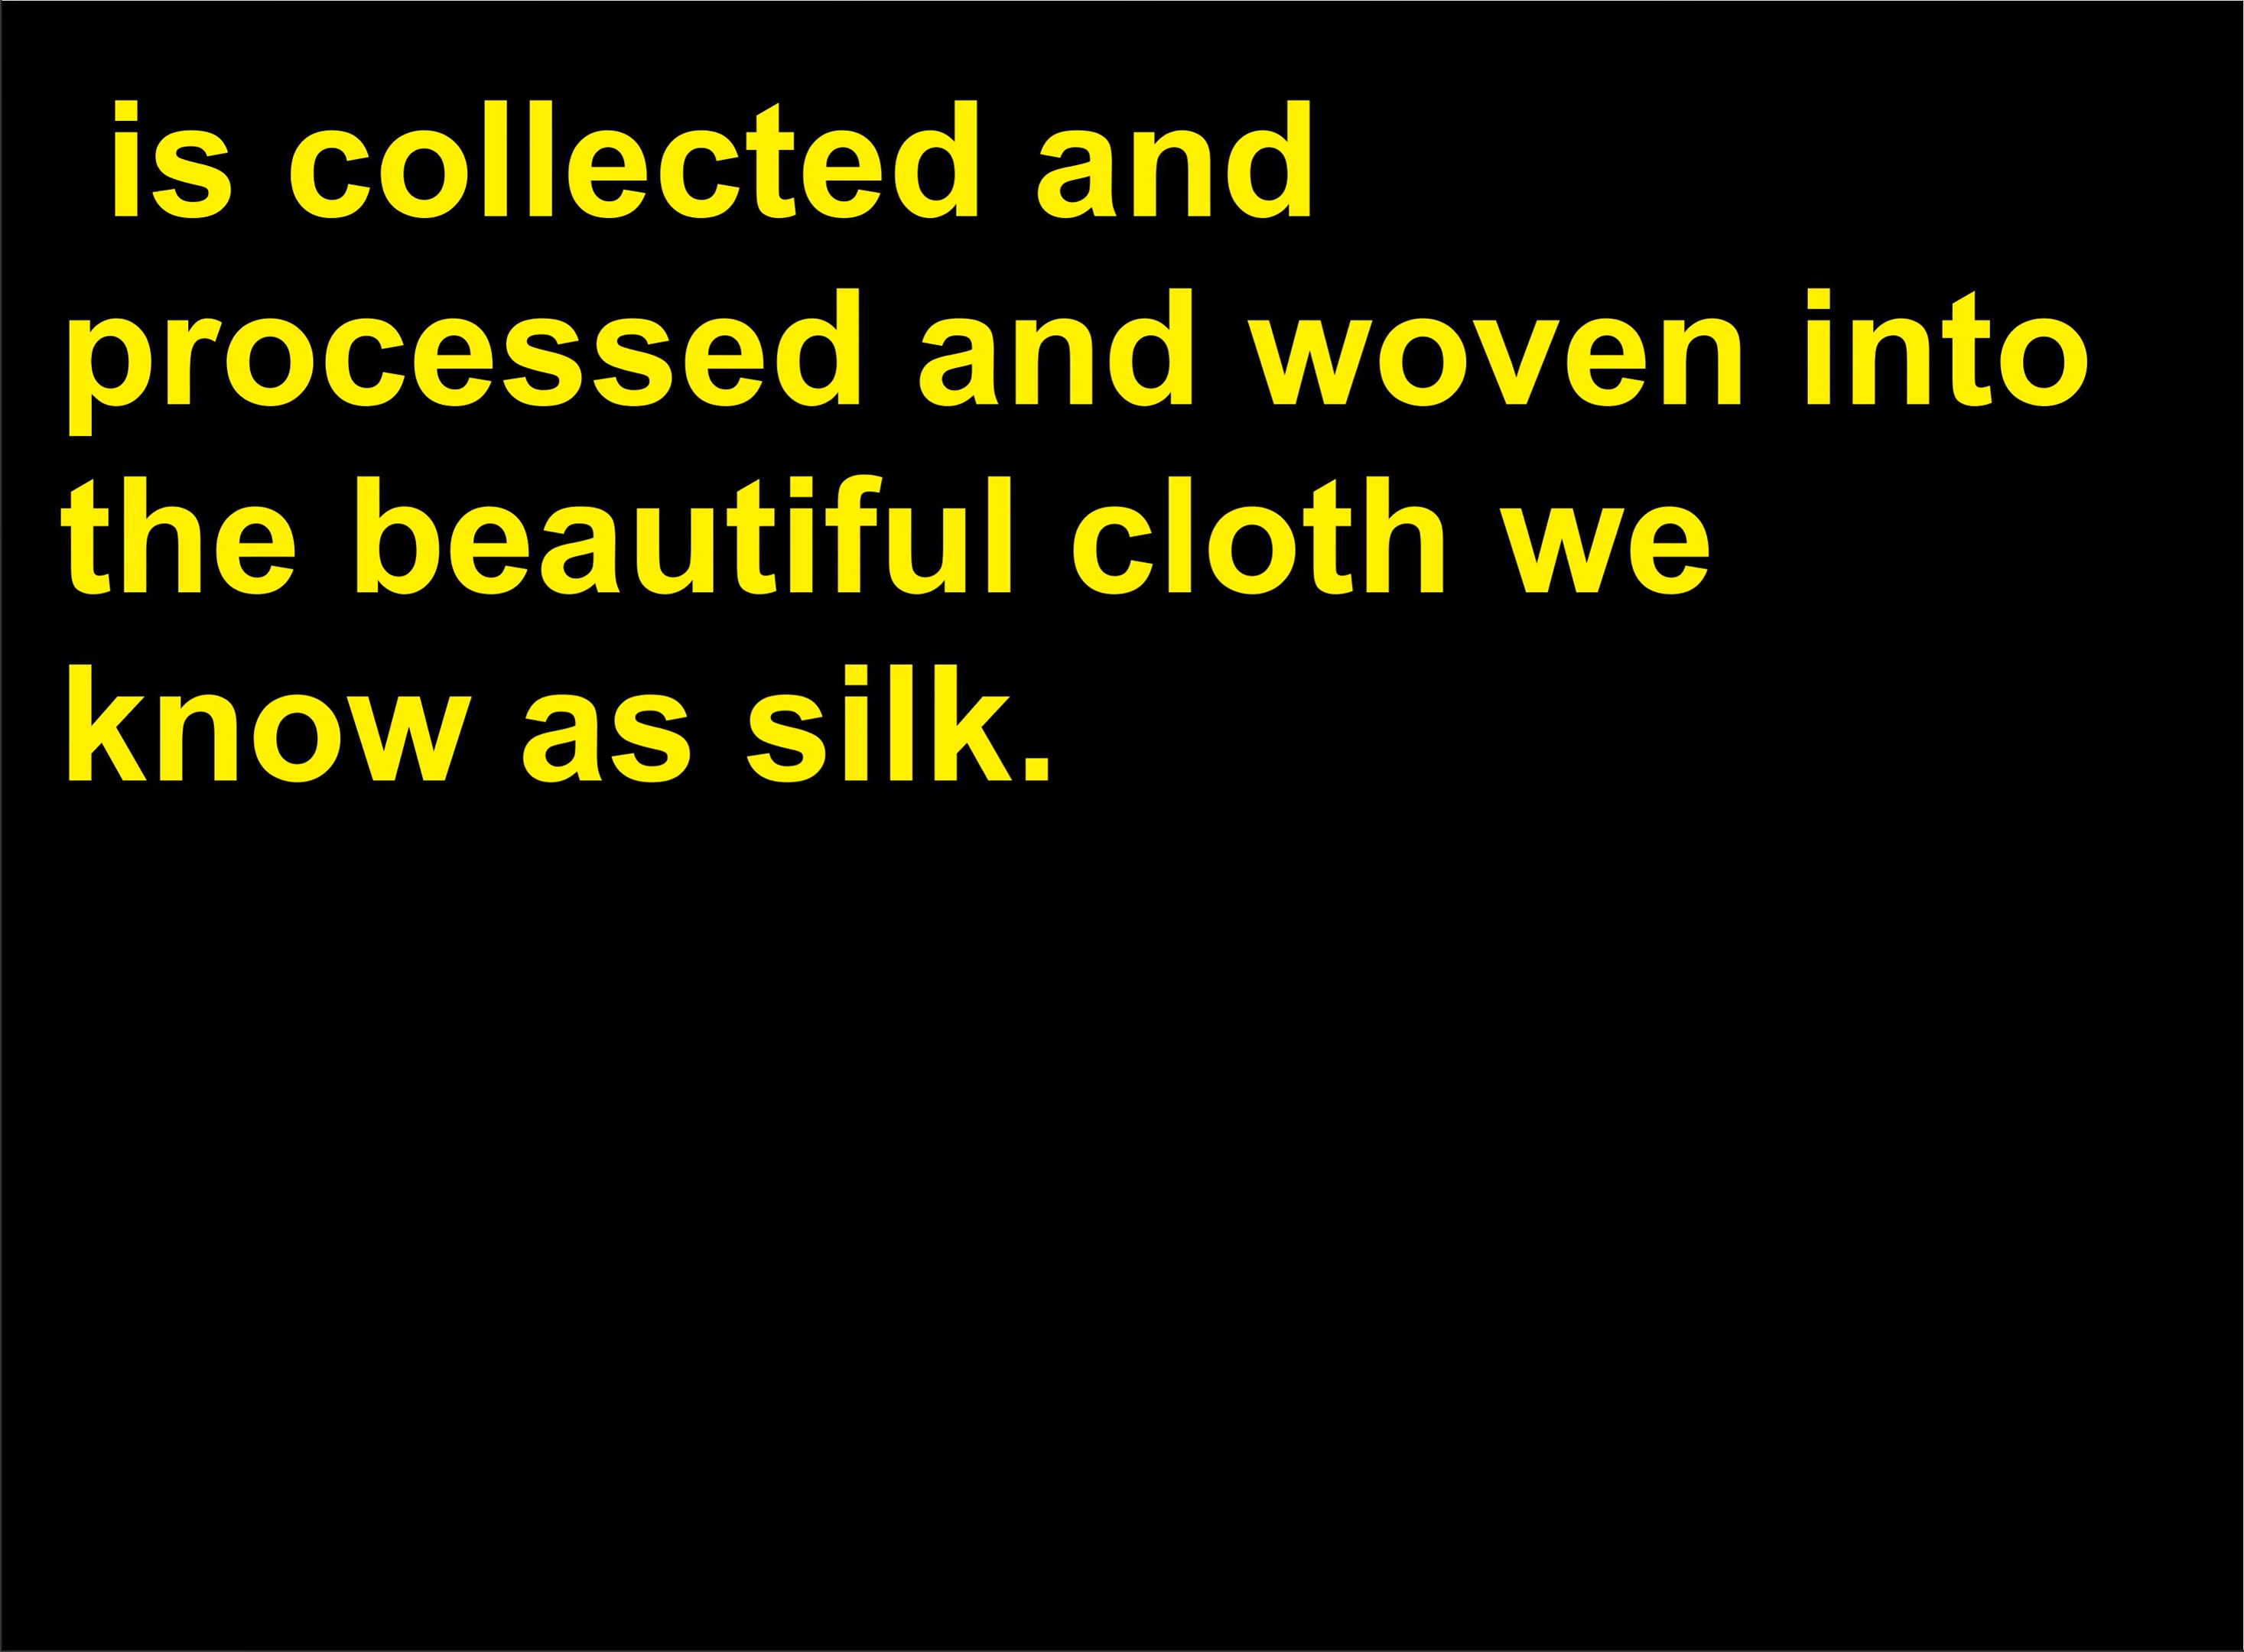 is collected and
processed and woven into
the beautiful cloth we
know as silk.